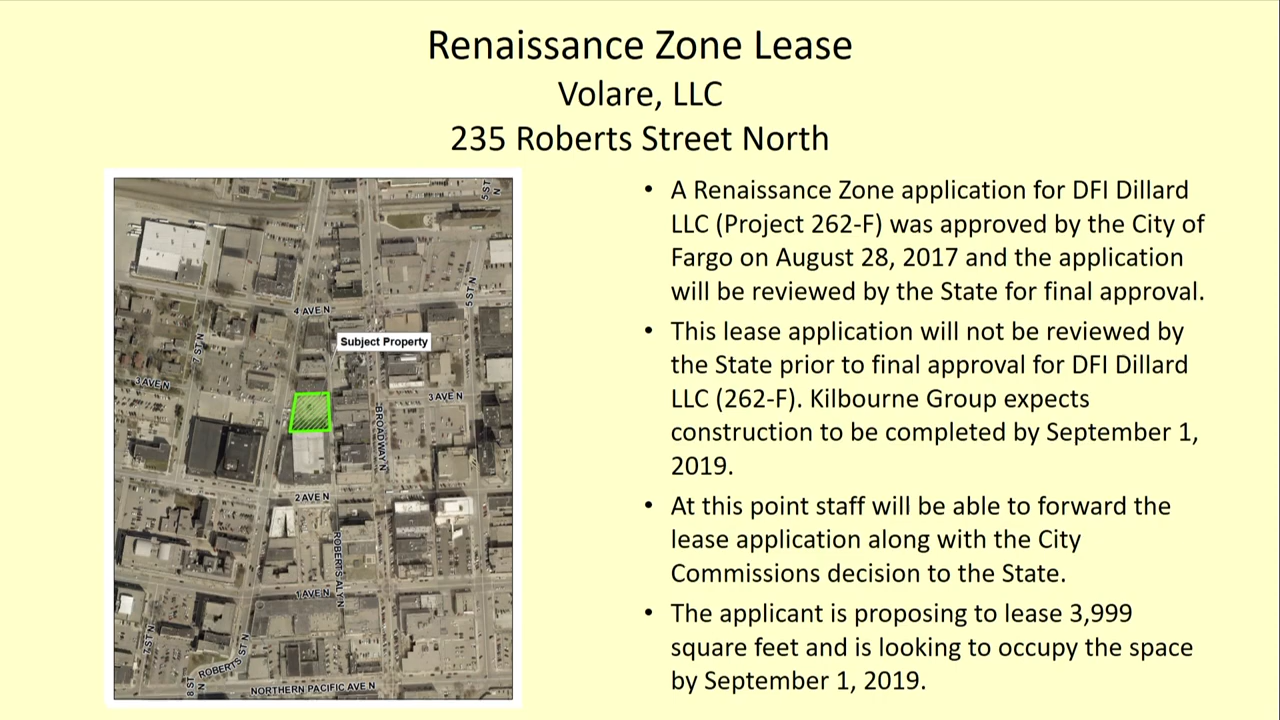 Renaissance Zone Lease
Volare, LLC
235 Roberts Street North
5 ST N
5 ST N
4 AVE N
Subject Property
7 ST N
3 AVE N
3 AVE N
BROADWAY N
2 AVE N
ROBERTS ALY N
1 AVE N
7 ST N
ROBERTS ST N
8 ST N
NORTHERN PACIFIC AVE N
• A Renaissance Zone application for DFI Dillard
LLC (Project 262-F) was approved by the City of
Fargo on August 28, 2017 and the application
will be reviewed by the State for final approval.
• This lease application will not be reviewed by
the State prior to final approval for DFI Dillard
LLC (262-F). Kilbourne Group expects
construction to be completed by September 1,
2019.
• At this point staff will be able to forward the
lease application along with the City
Commissions decision to the State.
• The applicant is proposing to lease 3,999
square feet and is looking to occupy the space
by September 1, 2019.